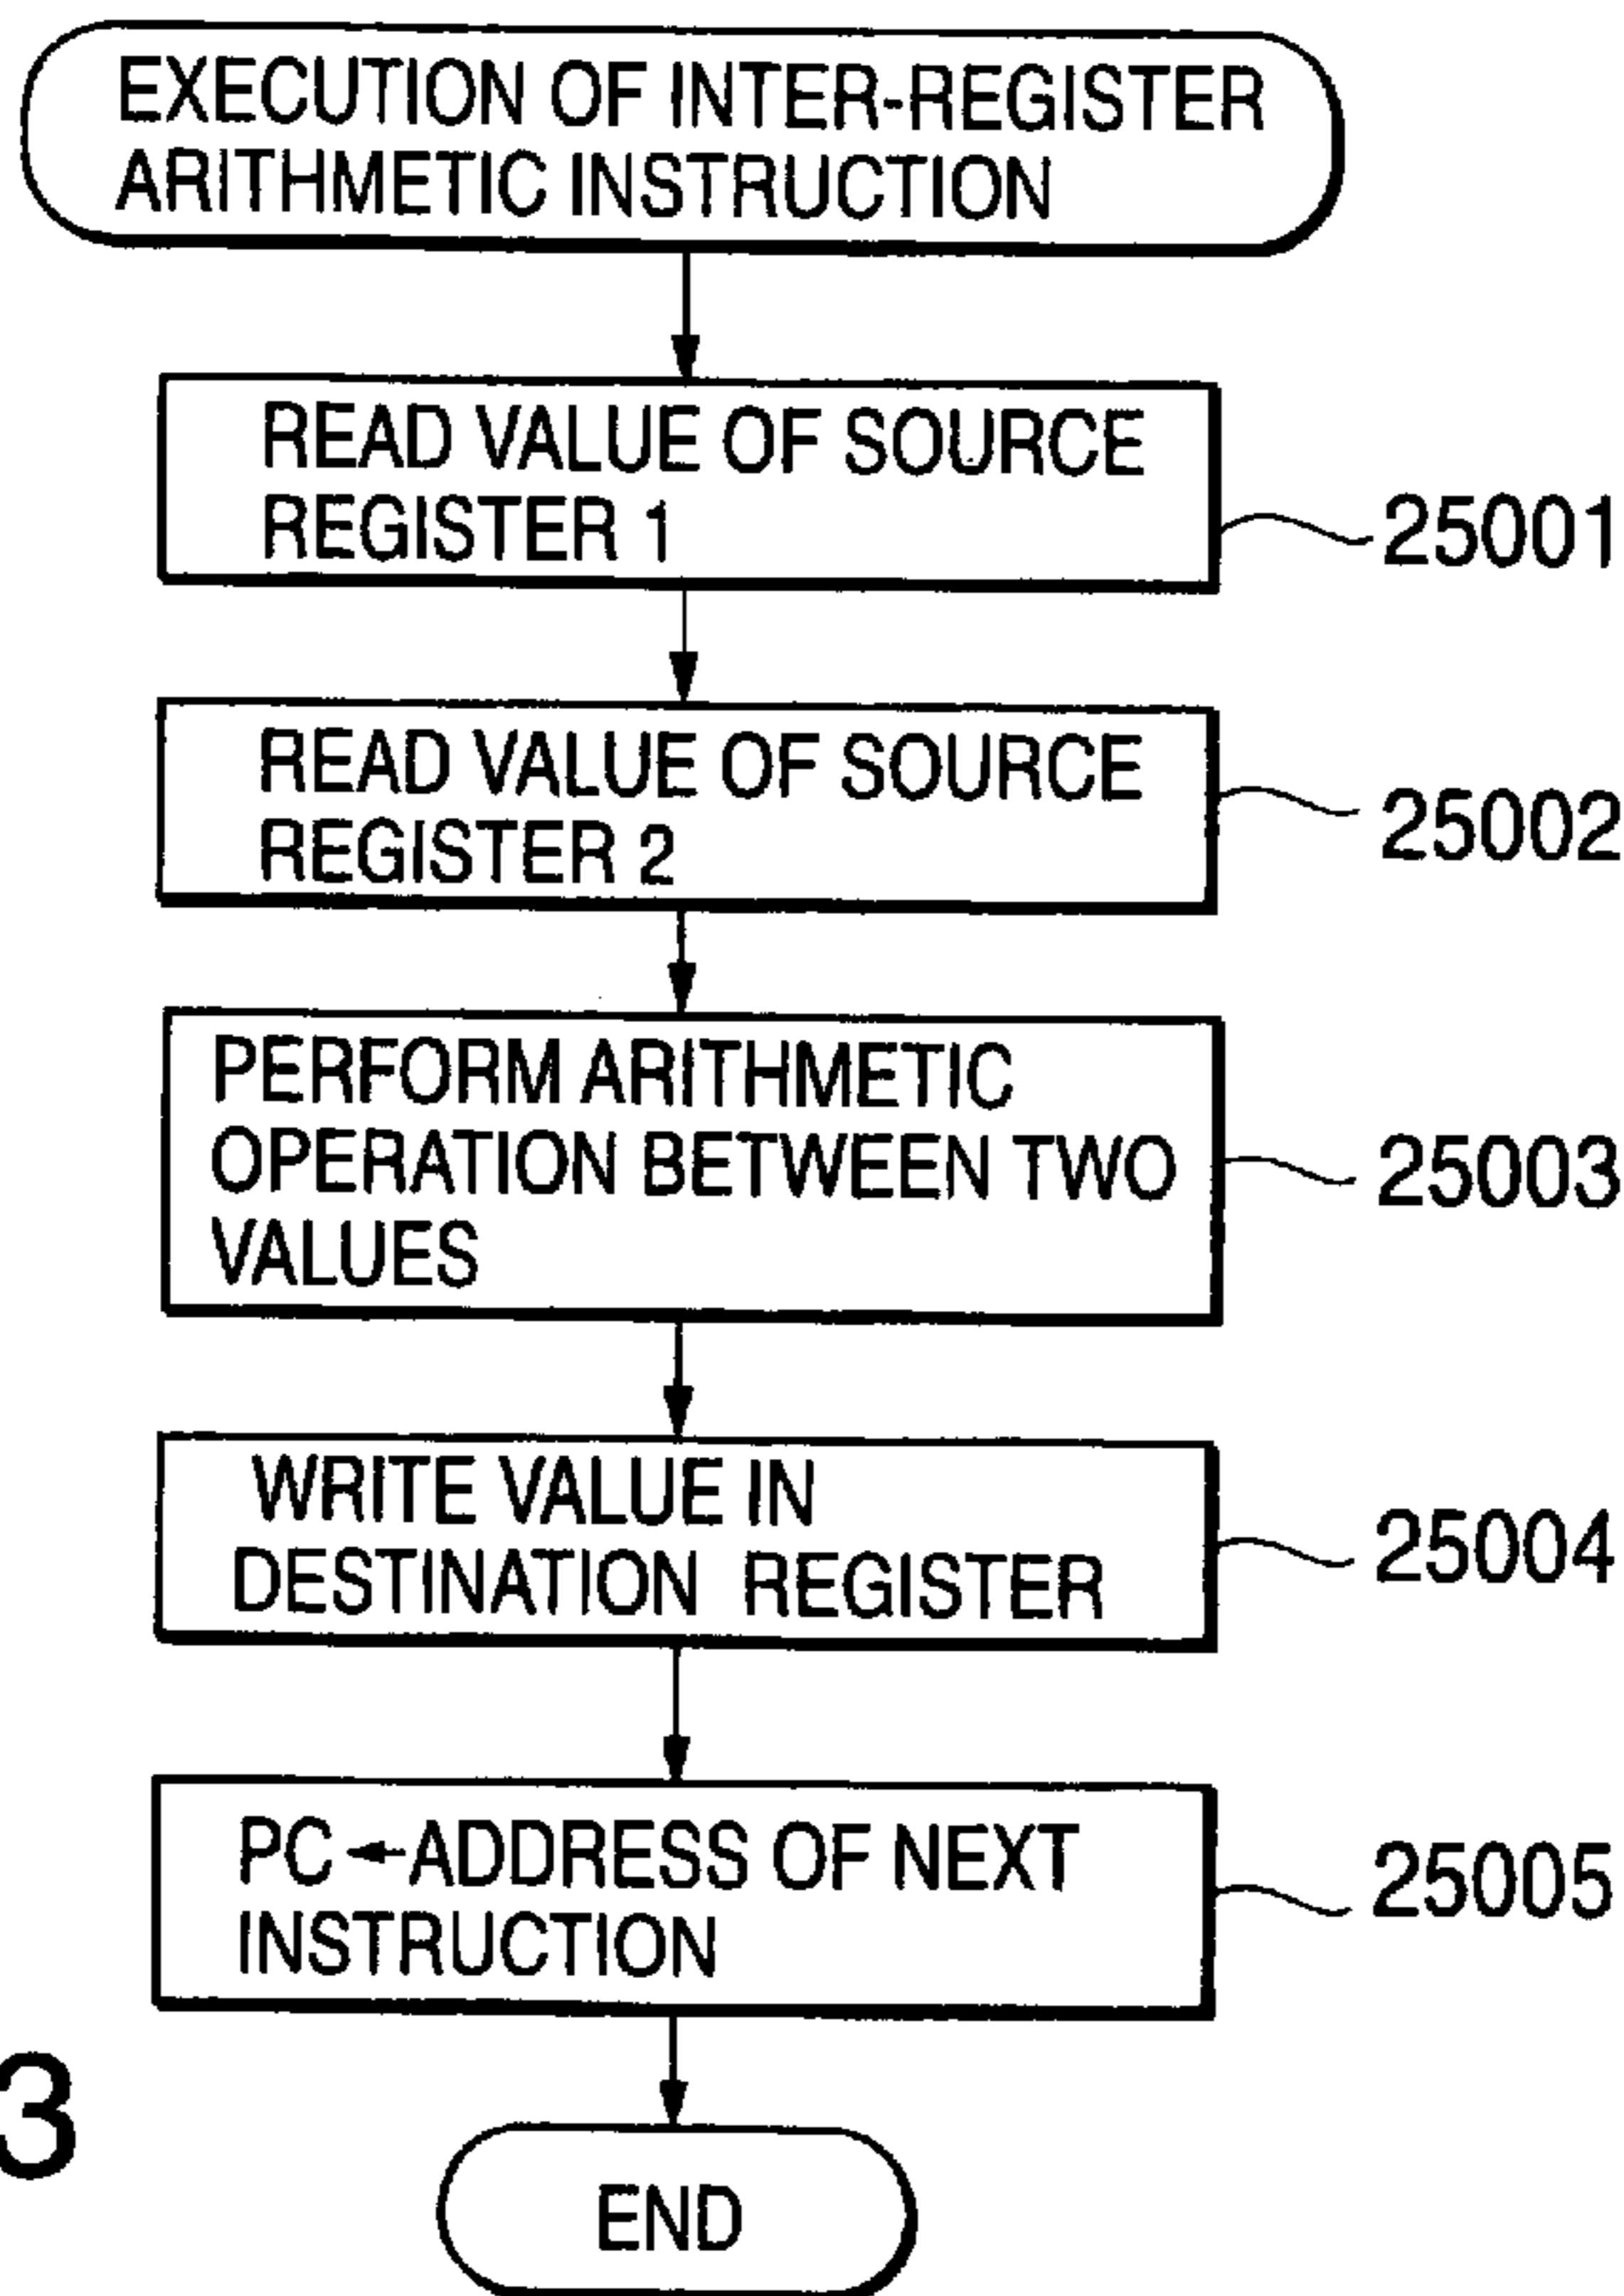 EXECUTION OF INTER-REGISTER
ARITHMETIC INSTRUCTION
READ VALUE OF SOURCE
REGISTER 1
25001
READ VALUE OF SOURCE
REGISTER 2
25002
PERFORM ARITHMETIC
OPERATION BETWEEN TWO
VALUES
25003
WRITE VALUE IN
DESTINATION REGISTER
25004
PC←ADDRESS OF NEXT
INSTRUCTION
25005
3
END